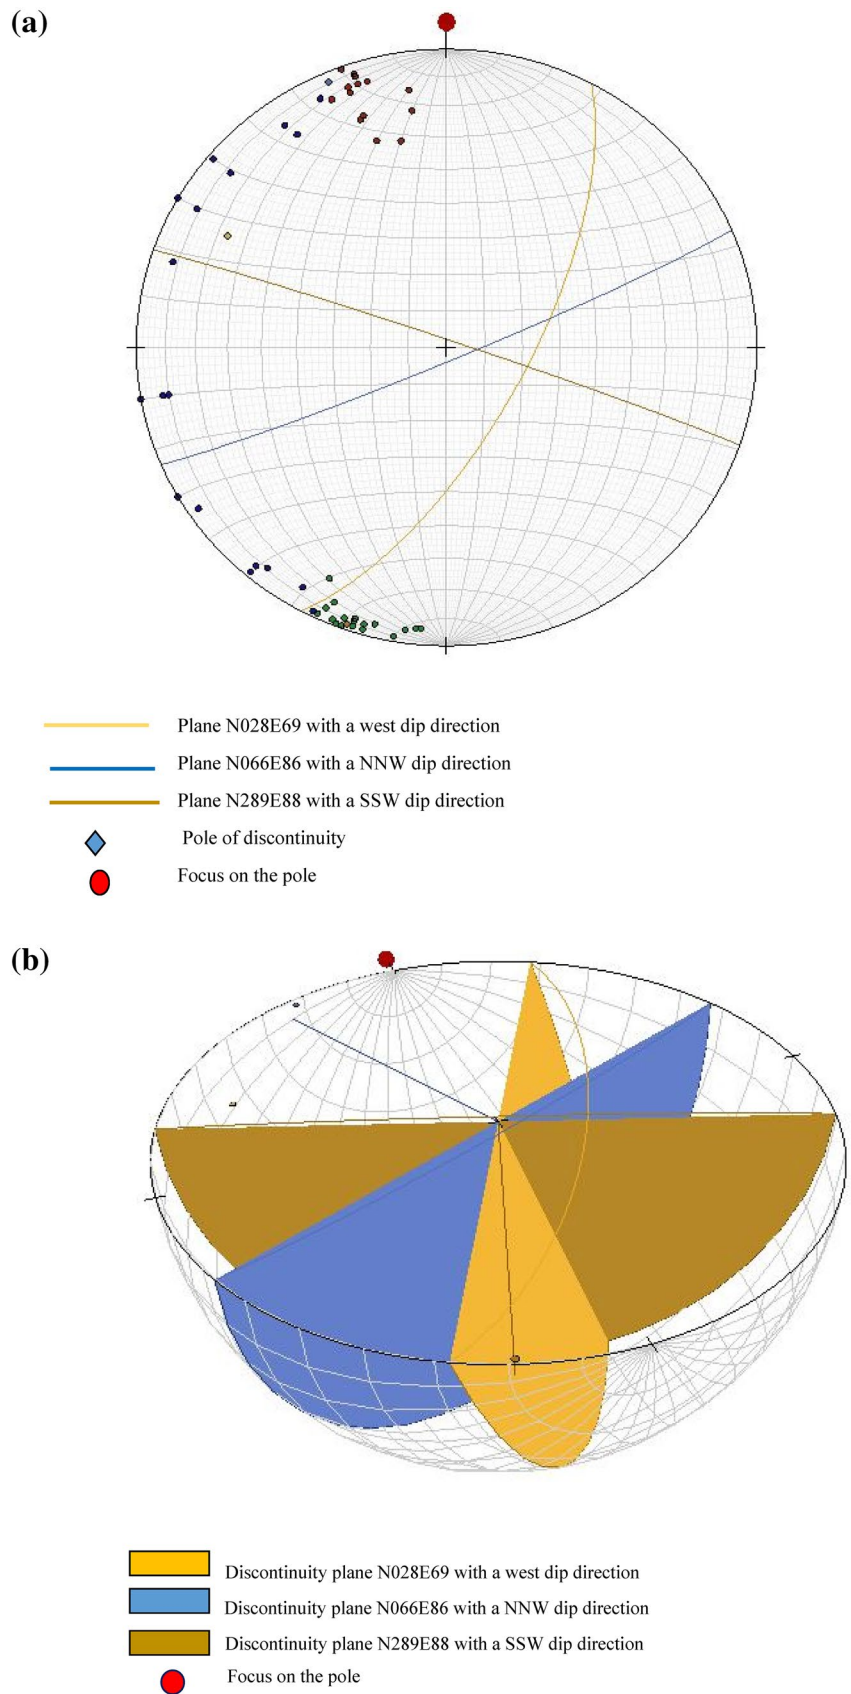 (a)
Plane N028E69 with a west dip direction
Plane N066E86 with a NNW dip direction
Plane N289E88 with a SSW dip direction
Pole of discontinuity
Focus on the pole
(b)
Discontinuity plane N028E69 with a west dip direction
Discontinuity plane N066E86 with a NNW dip direction
Discontinuity plane N289E88 with a SSW dip direction
Focus on the pole